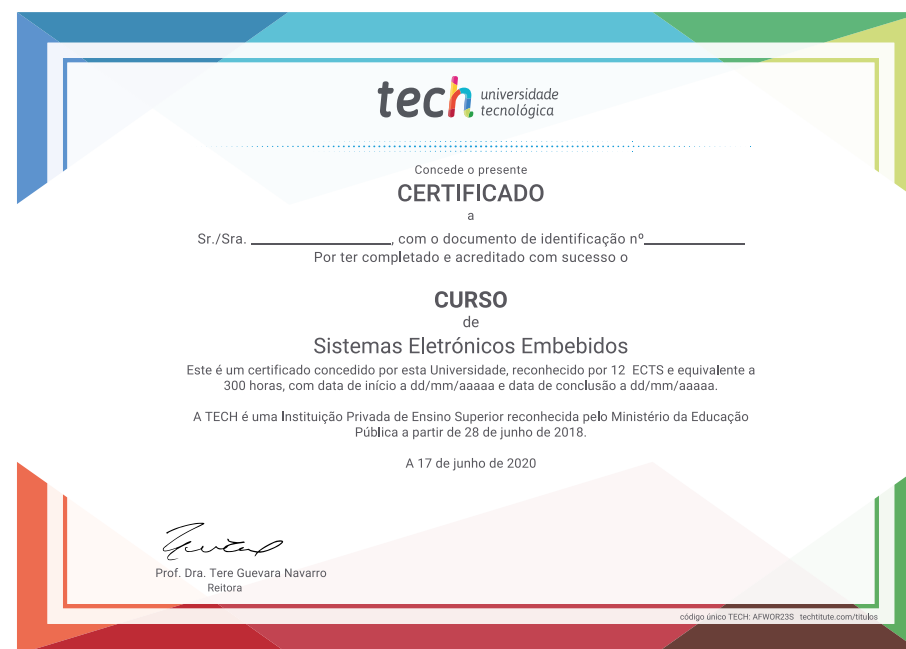 tech universidade
tecnológica
Concede o presente
CERTIFICADO
a
Sr./Sra. ____________________, com o documento de identificação nº______________
Por ter completado e acreditado com sucesso o
CURSO
de
Sistemas Eletrónicos Embebidos
Este é um certificado concedido por esta Universidade, reconhecido por 12 ECTS e equivalente a
300 horas, com data de início a dd/mm/aaaaa e data de conclusão a dd/mm/aaaaa.
A TECH é uma Instituição Privada de Ensino Superior reconhecida pelo Ministério da Educação
Pública a partir de 28 de junho de 2018.
A 17 de junho de 2020
Prof. Dra. Tere Guevara Navarro
Reitora
código único TECH: AFWOR23S techtitute.com/titulos